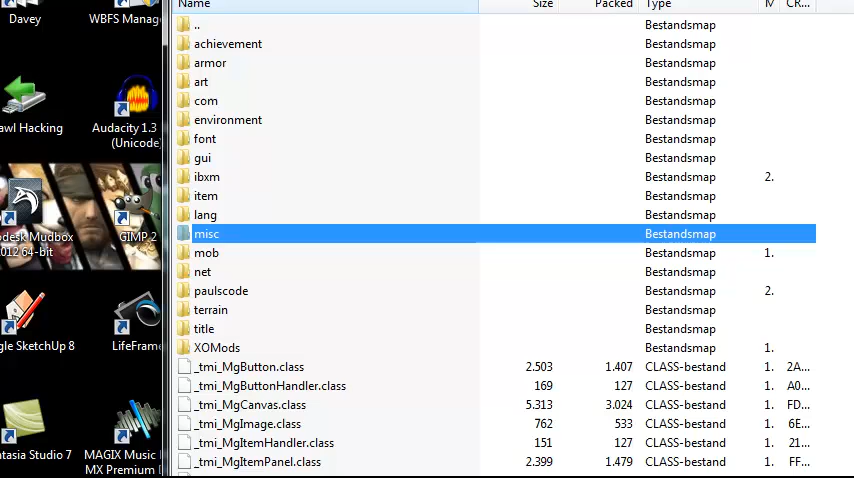 Davey
WBFS Manag
awl Hacking
Audacity 1.3
(Unicode)
odesk Mudbox
2012 64-bit
GIMP 2
gle SketchUp 8
LifeFrame
ntasia Studio 7
MAGIX Music
MX Premium
Name Size Packed Type M CR...
.. Bestandsmap
achievement Bestandsmap
armor Bestandsmap
art Bestandsmap
com Bestandsmap
environment Bestandsmap
font Bestandsmap
gui Bestandsmap
ibxm Bestandsmap 2.
item Bestandsmap
lang Bestandsmap
misc Bestandsmap
mob Bestandsmap 1.
net Bestandsmap
paulscode Bestandsmap 2.
terrain Bestandsmap
title Bestandsmap
XOMods Bestandsmap 1.
_tmi_MgButton.class 2.503 1.407 CLASS-bestand 1. 2A...
_tmi_MgButtonHandler.class 169 127 CLASS-bestand 1. A0...
_tmi_MgCanvas.class 5.313 3.024 CLASS-bestand 1. FD...
_tmi_MgImage.class 762 533 CLASS-bestand 1. 6E...
_tmi_MgItemHandler.class 151 127 CLASS-bestand 1. 21...
_tmi_MgItemPanel.class 2.399 1.479 CLASS-bestand 1. FF...